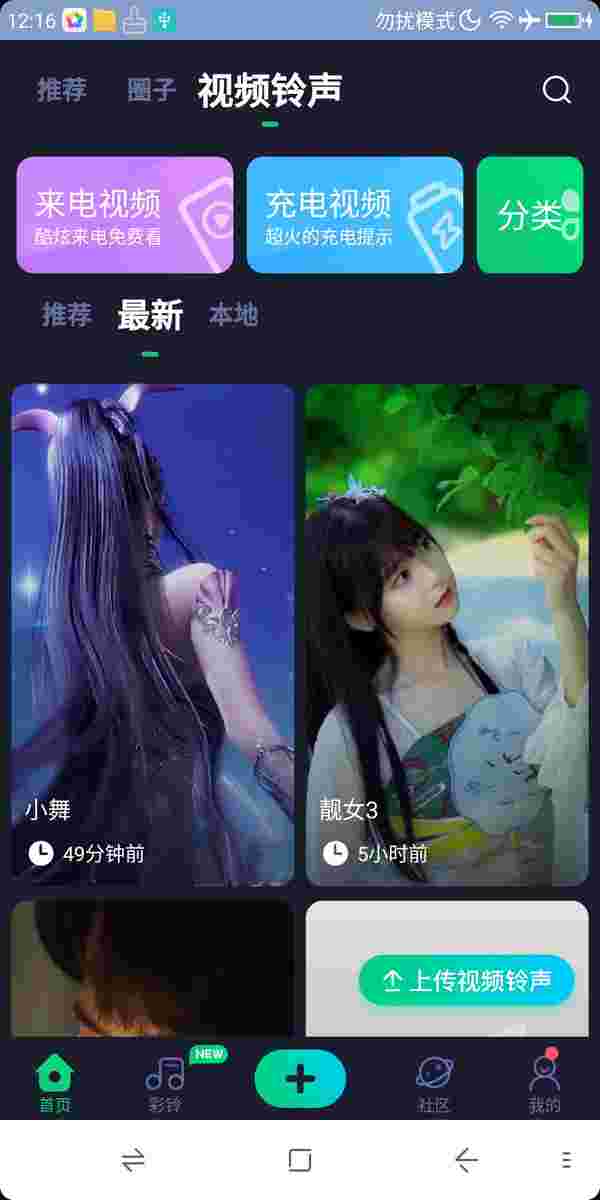 12:16 勿扰模式
推荐 圈子 视频铃声
来电视频 充电视频 分类
酷炫来电免费看 超火的充电提示
推荐 最新 本地
小舞 靓女3
49分钟前 5小时前
上传视频铃声
NEW
首页 彩铃 社区 我的